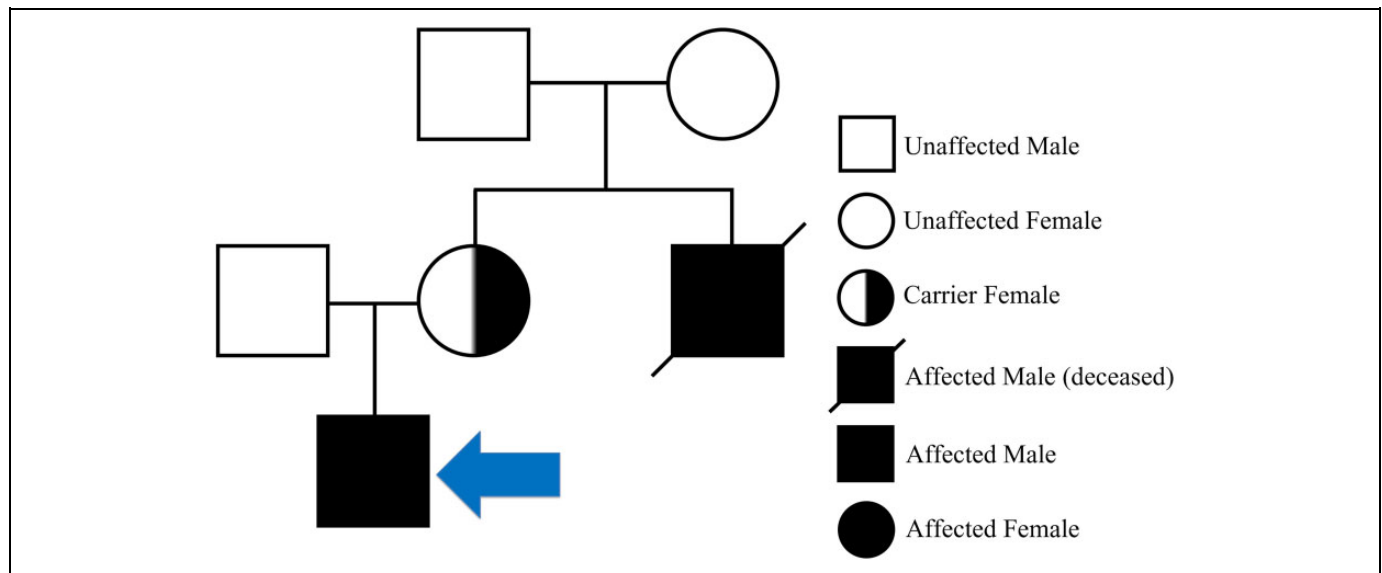 Unaffected Male
Unaffected Female
Carrier Female
Affected Male (deceased)
Affected Male
Affected Female